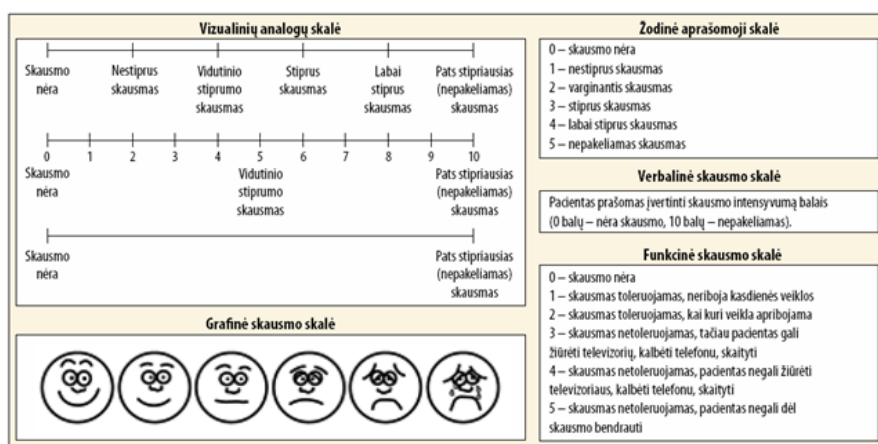 Vizualinių analogų skalė
Skausmo nėra
Nestiprus skausmas
Vidutinio stiprumo skausmas
Stiprus skausmas
Labai stiprus skausmas
Pats stipriausias (nepakeliamas) skausmas
0 1 2 3 4 5 6 7 8 9 10
Skausmo nėra
Vidutinio stiprumo skausmas
Pats stipriausias (nepakeliamas) skausmas
Skausmo nėra
Pats stipriausias (nepakeliamas) skausmas
Grafinė skausmo skalė
Žodinė aprašomoji skalė
0 – skausmo nėra
1 – nestiprus skausmas
2 – varginantis skausmas
3 – stiprus skausmas
4 – labai stiprus skausmas
5 – nepakeliamas skausmas
Verbalinė skausmo skalė
Pacientas prašomas įvertinti skausmo intensyvumą balais
(0 balų – nėra skausmo, 10 balų – nepakeliamas).
Funkcinė skausmo skalė
0 – skausmo nėra
1 – skausmas toleruojamas, neriboja kasdienės veiklos
2 – skausmas toleruojamas, kai kuri veikla apribojama
3 – skausmas netoleruojamas, tačiau pacientas gali
žiūrėti televizorių, kalbėti telefonu, skaityti
4 – skausmas netoleruojamas, pacientas negali žiūrėti
televizoriaus, kalbėti telefonu, skaityti
5 – skausmas netoleruojamas, pacientas negali dėl
skausmo bendrauti